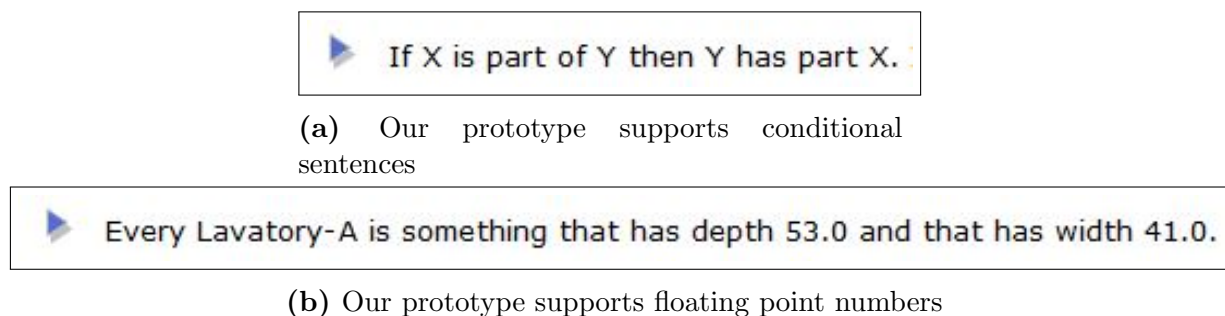 If X is part of Y then Y has part X.
(a) Our prototype supports conditional
sentences
Every Lavatory-A is something that has depth 53.0 and that has width 41.0.
(b) Our prototype supports floating point numbers